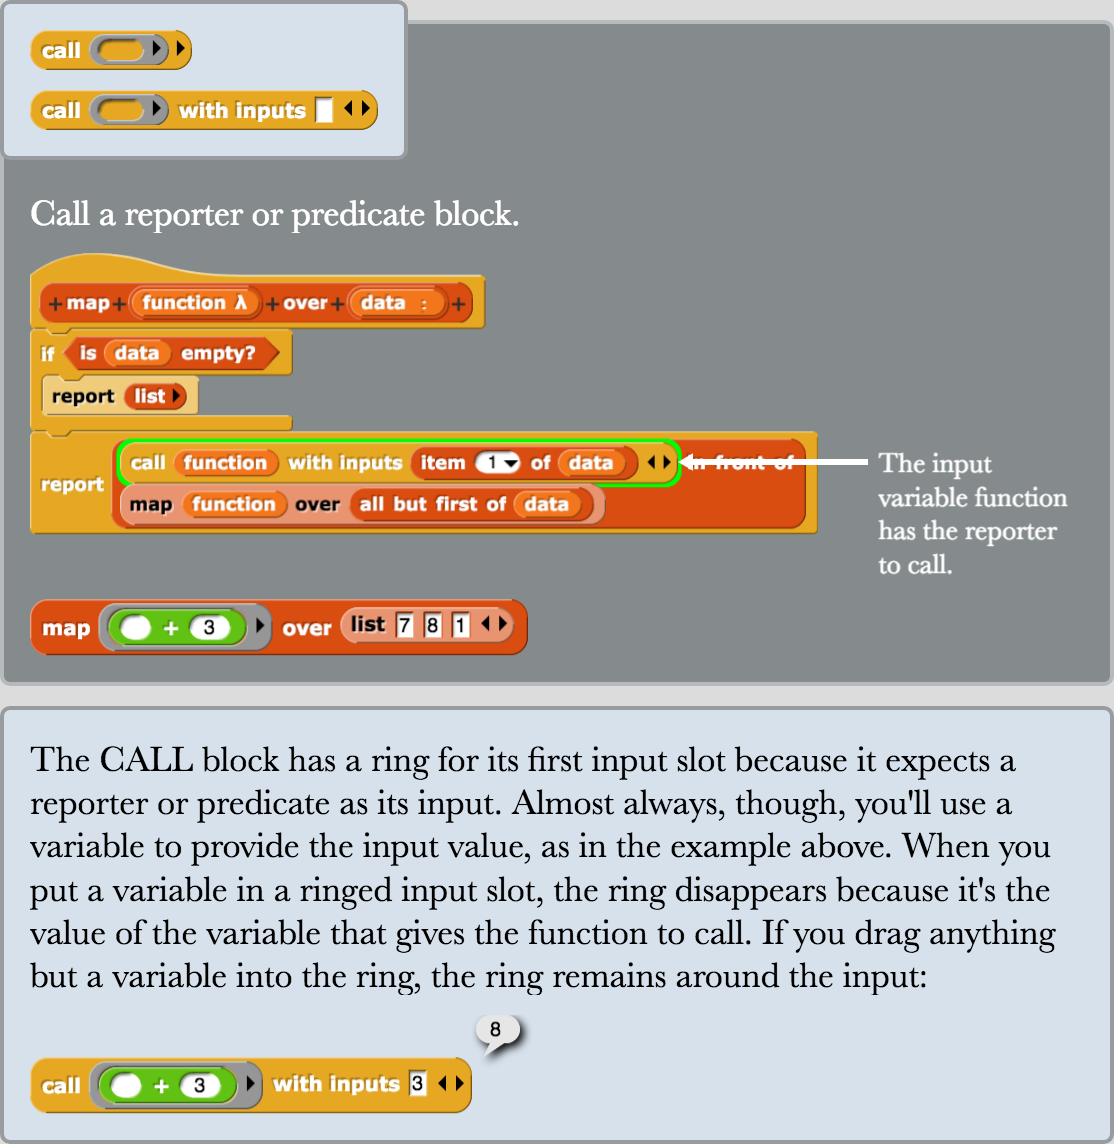 call
call with inputs
Call a reporter or predicate block.
+ map + function λ + over + data : +
if is data empty?
report list
report call function with inputs item 1 of data in front of
map function over all but first of data
The input
variable function
has the reporter
to call.
map + 3 over list 7 8 1
The CALL block has a ring for its first input slot because it expects a
reporter or predicate as its input. Almost always, though, you'll use a
variable to provide the input value, as in the example above. When you
put a variable in a ringed input slot, the ring disappears because it's the
value of the variable that gives the function to call. If you drag anything
but a variable into the ring, the ring remains around the input:
8
call + 3 with inputs 3